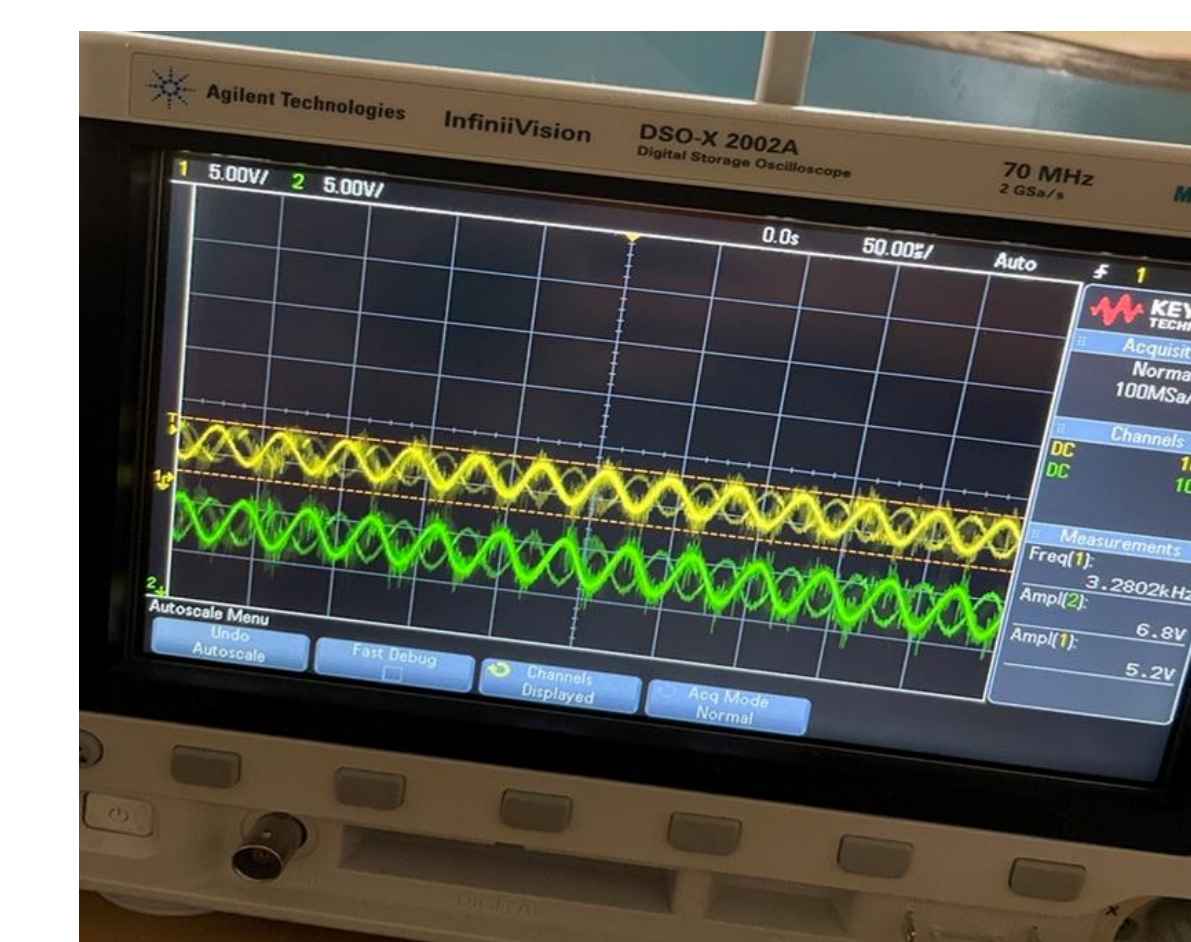 Agilent Technologies InfiniiVision DSO-X 2002A 70 MHz
Digital Storage Oscilloscope 2 GSa/s
1 5.00V/ 2 5.00V/ 0.0s 50.00ms/ Auto 1
Acquisit
Norma
100MSa/
Channels
DC
DC
Measurements
Freq(1):
3.2802kHz
Ampl(2):
6.8V
Ampl(1):
5.2V
T
2
Autoscale Menu
Undo
Autoscale
Fast Debug
Channels
Displayed
Acq Mode
Normal